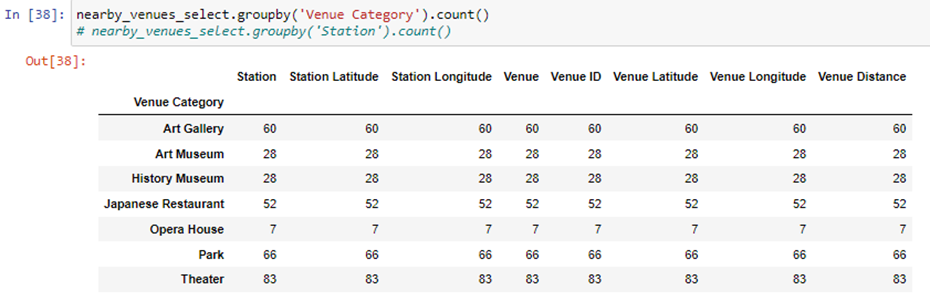 In [38]: nearby_venues_select.groupby('Venue Category').count()
# nearby_venues_select.groupby('Station').count()
Out[38]:
Station Station Latitude Station Longitude Venue Venue ID Venue Latitude Venue Longitude Venue Distance
Venue Category
Art Gallery 60 60 60 60 60 60 60 60
Art Museum 28 28 28 28 28 28 28 28
History Museum 28 28 28 28 28 28 28 28
Japanese Restaurant 52 52 52 52 52 52 52 52
Opera House 7 7 7 7 7 7 7 7
Park 66 66 66 66 66 66 66 66
Theater 83 83 83 83 83 83 83 83